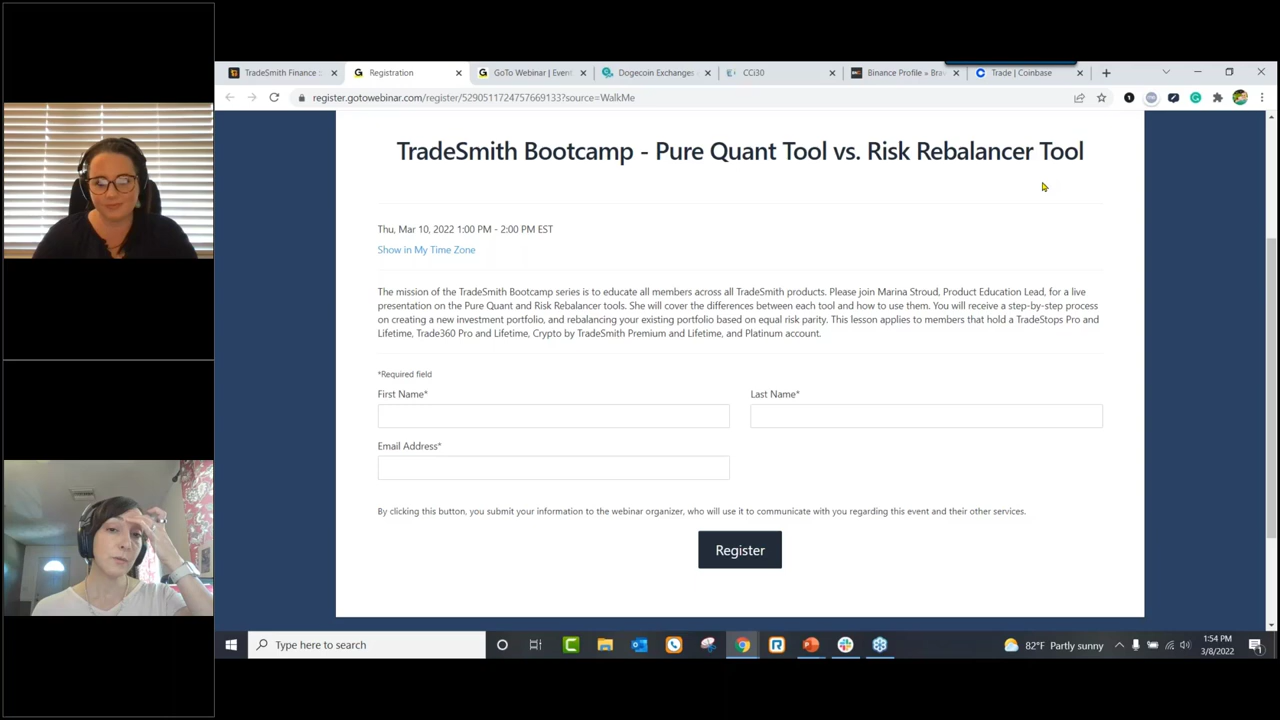 TradeSmith Finance ::
Registration
GoTo Webinar | Event
Dogecoin Exchanges
CCi30
Binance Profile » Brav
Trade | Coinbase
register.gotowebinar.com/register/5290511724757669133?source=WalkMe
TradeSmith Bootcamp - Pure Quant Tool vs. Risk Rebalancer Tool
Thu, Mar 10, 2022 1:00 PM - 2:00 PM EST
Show in My Time Zone
The mission of the TradeSmith Bootcamp series is to educate all members across all TradeSmith products. Please join Marina Stroud, Product Education Lead, for a live
presentation on the Pure Quant and Risk Rebalancer tools. She will cover the differences between each tool and how to use them. You will receive a step-by-step process
on creating a new investment portfolio, and rebalancing your existing portfolio based on equal risk parity. This lesson applies to members that hold a TradeStops Pro and
Lifetime, Trade360 Pro and Lifetime, Crypto by TradeSmith Premium and Lifetime, and Platinum account.
*Required field
First Name*
Last Name*
Email Address*
By clicking this button, you submit your information to the webinar organizer, who will use it to communicate with you regarding this event and their other services.
Register
Type here to search
82°F Partly sunny
1:54 PM
3/8/2022